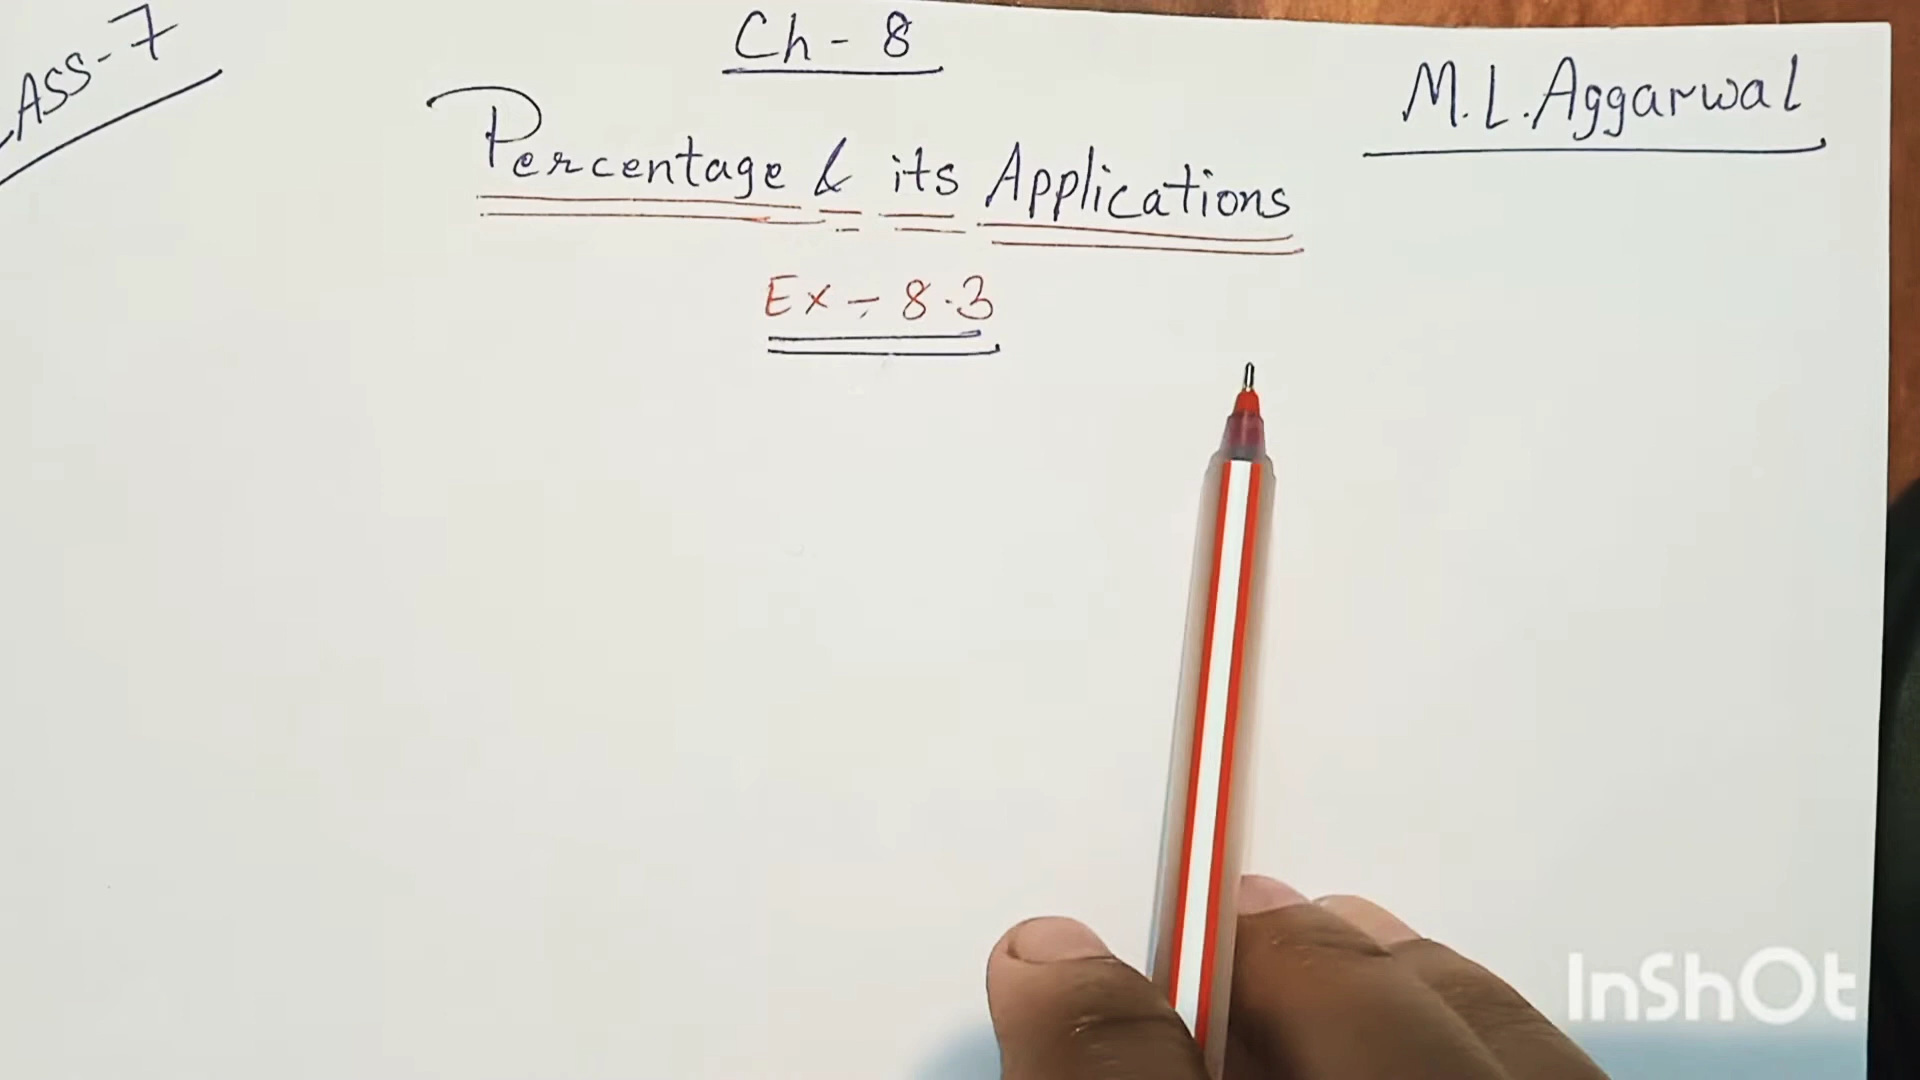 Ch - 8
ASS-7
M.L.Aggarwal
Percentage & its Applications
Ex - 8.3
InShOt